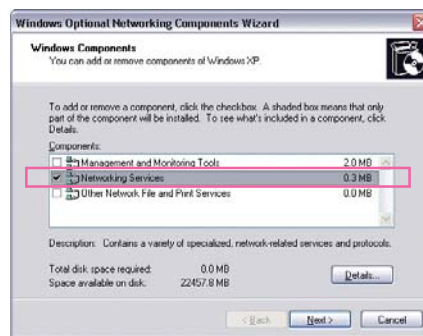 Windows Optional Networking Components Wizard
Windows Components
You can add or remove components of Windows XP.
To add or remove a component, click the checkbox. A shaded box means that only
part of the component will be installed. To see what's included in a component, click
Details.
Components:
Management and Monitoring Tools 2.0 MB
Networking Services 0.3 MB
Other Network File and Print Services 0.0 MB
Description: Contains a variety of specialized, network-related services and protocols.
Total disk space required: 0.0 MB
Space available on disk: 22457.8 MB
Details...
< Back
Next >
Cancel